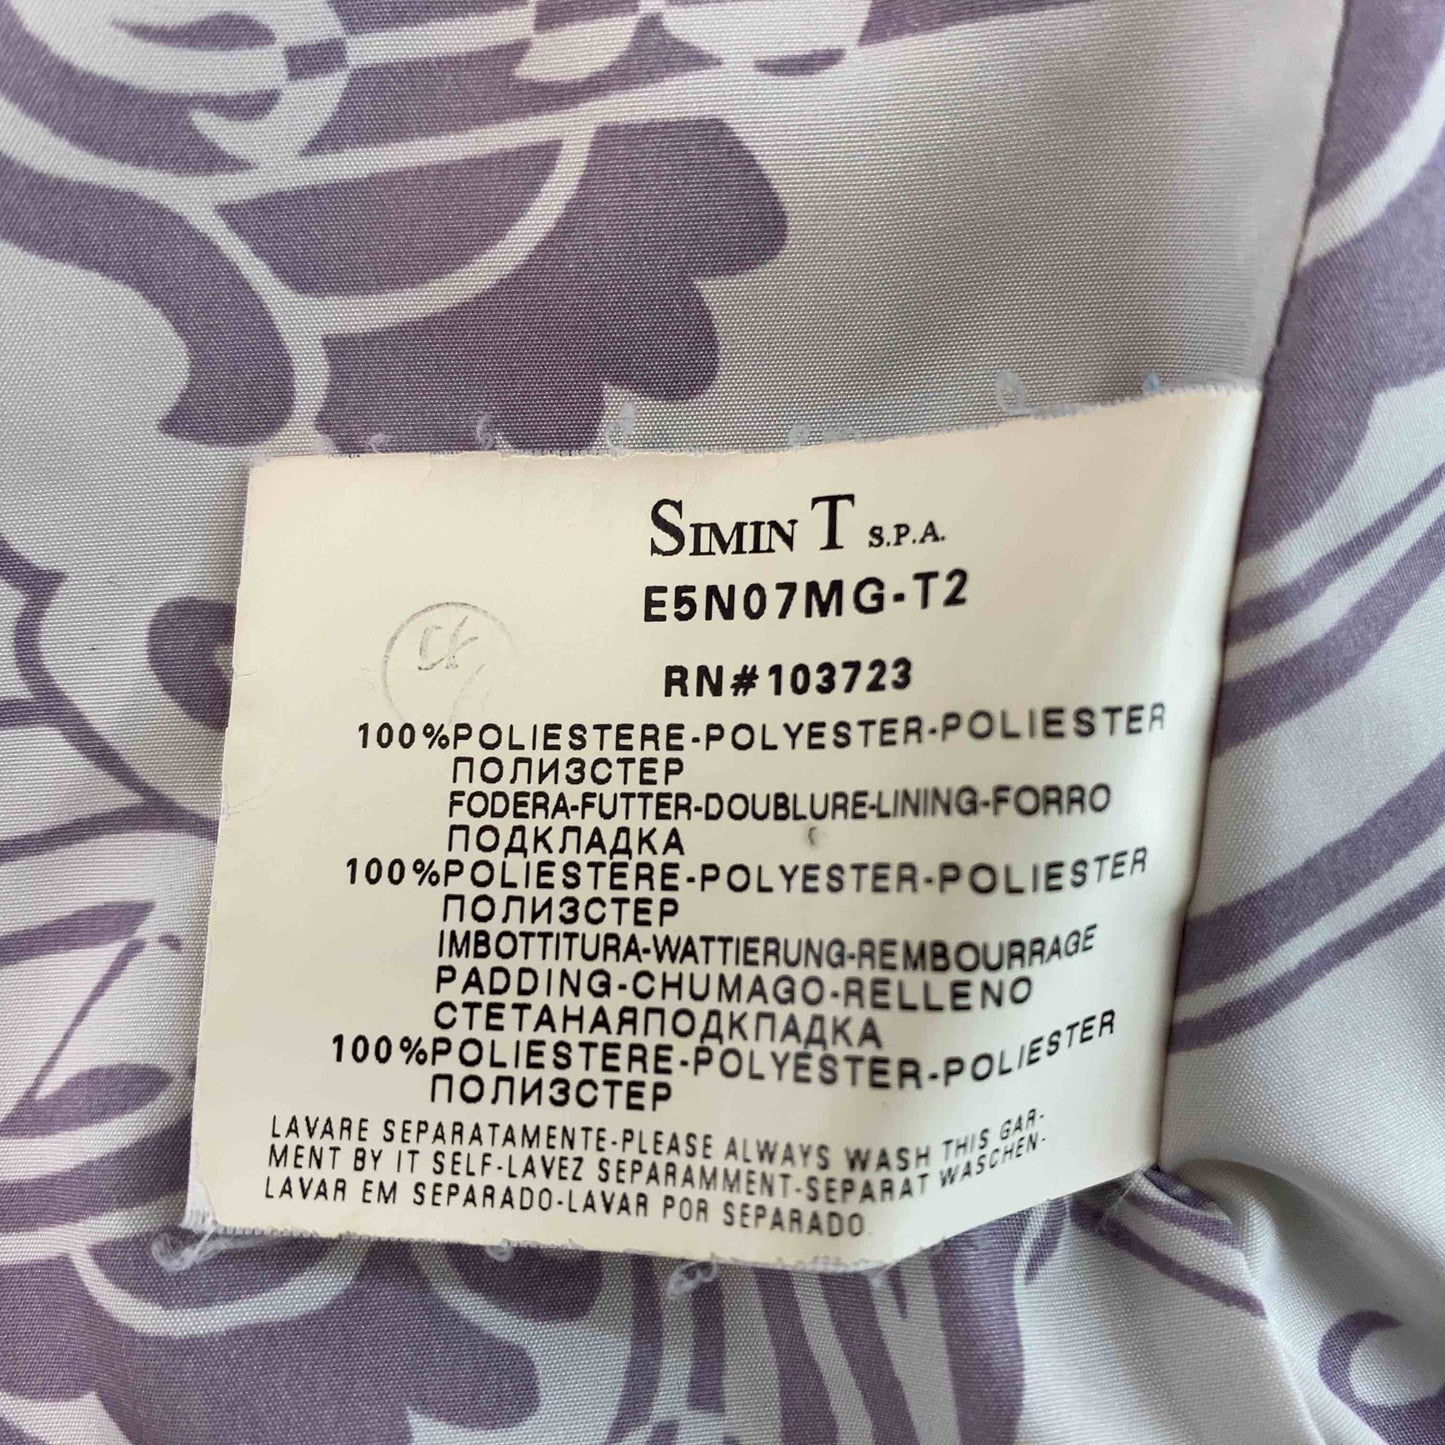 SIMIN T S.P.A.
E5N07MG-T2
RN#103723
100%POLIESTERE-POLYESTER-POLIESTER
ПОЛИЗСТЕР
FODERA-FUTTER-DOUBLURE-LINING-FORRO
ПОДКЛАДКА
100%POLIESTERE-POLYESTER-POLIESTER
ПОЛИЗСТЕР
IMBOTTITURA-WATTIERUNG-REMBOURRAGE
PADDING-CHUMAGO-RELLENO
СТЕТАНАЯПОДКПАДКА
100%POLIESTERE-POLYESTER-POLIESTER
ПОЛИЗСТЕР
LAVARE SEPARATAMENTE-PLEASE ALWAYS WASH THIS GAR-
MENT BY IT SELF-LAVEZ SEPARAMMENT-SEPARAT WASCHEN-
LAVAR EM SEPARADO-LAVAR POR SEPARADO